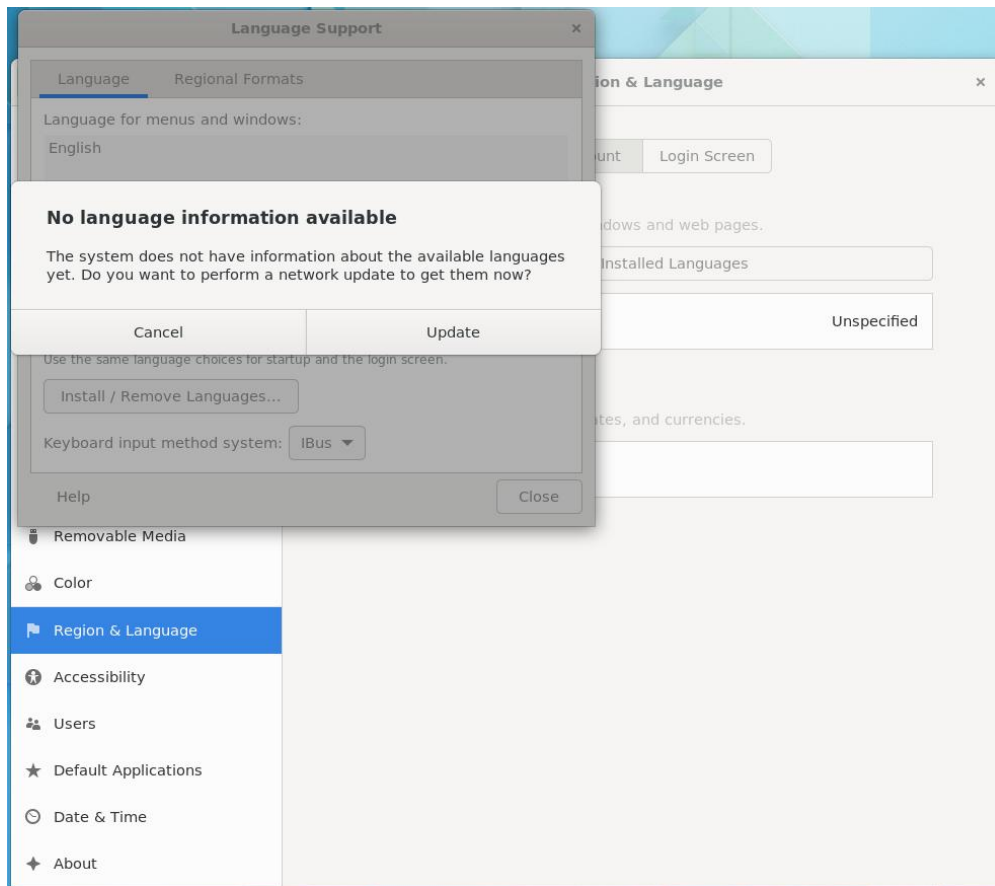 Language Support
Language
Regional Formats
Language for menus and windows:
English
No language information available
The system does not have information about the available languages
yet. Do you want to perform a network update to get them now?
Cancel
Update
Use the same language choices for startup and the login screen.
Install / Remove Languages...
Keyboard input method system:
IBus
Help
Close
& Language
Login Screen
and web pages.
Installed Languages
Unspecified
and currencies.
Removable Media
Color
Region & Language
Accessibility
Users
Default Applications
Date & Time
About